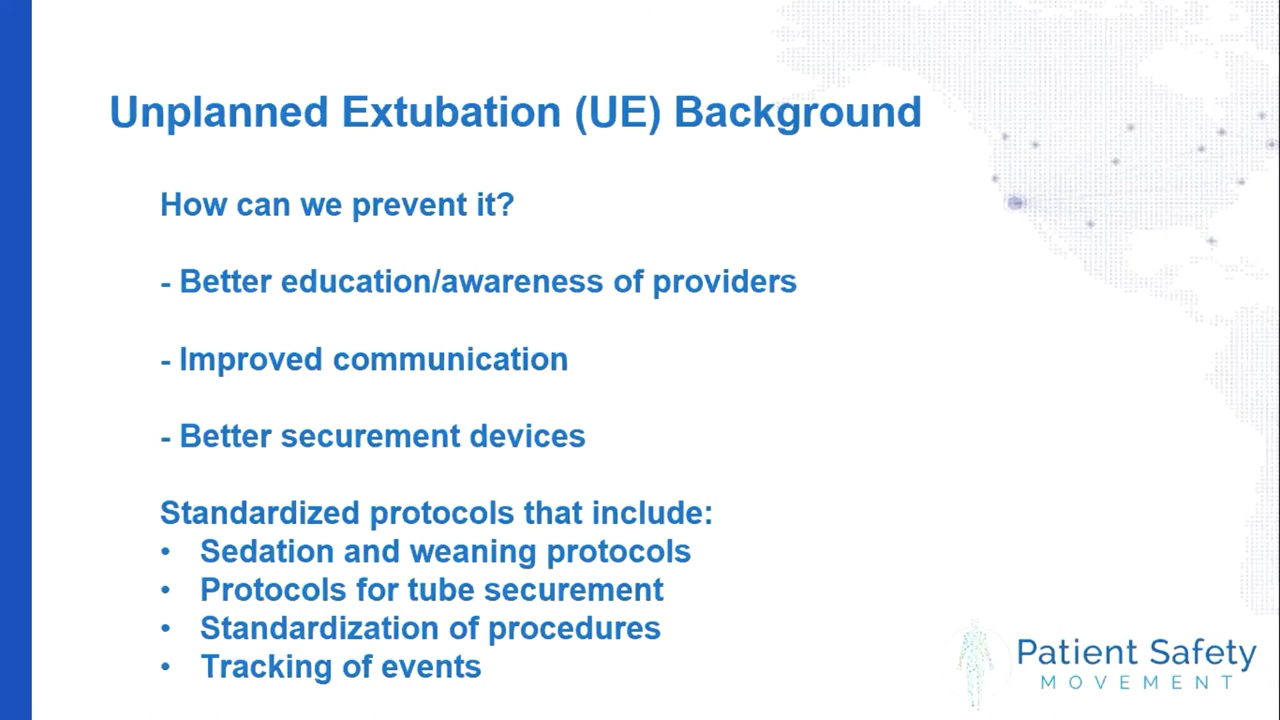 Unplanned Extubation (UE) Background
How can we prevent it?
- Better education/awareness of providers
- Improved communication
- Better securement devices
Standardized protocols that include:
• Sedation and weaning protocols
• Protocols for tube securement
• Standardization of procedures
• Tracking of events
Patient Safety
MOVEMENT